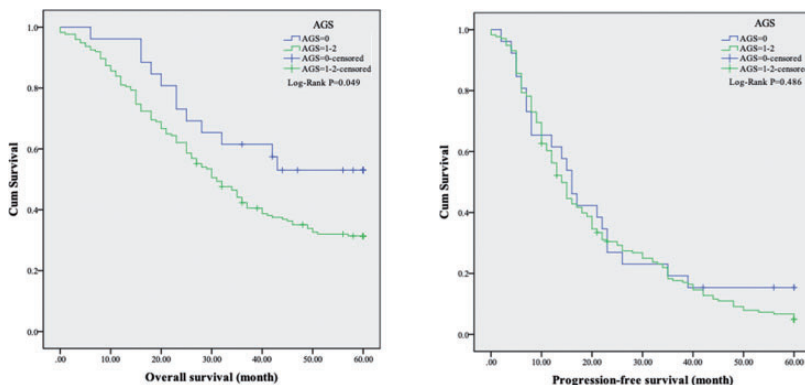 AGS
AGS=0
AGS=1-2
AGS=0-censored
AGS=1-2-censored
Log-Rank P=0.049
Cum Survival
1.0
0.8
0.6
0.4
0.2
0.0
.00 10.00 20.00 30.00 40.00 50.00 60.00
Overall survival (month)
AGS
AGS=0
AGS=1-2
AGS=0-censored
AGS=1-2-censored
Log-Rank P=0.486
Cum Survival
1.0
0.8
0.6
0.4
0.2
0.0
.00 10.00 20.00 30.00 40.00 50.00 60.00
Progression-free survival (month)